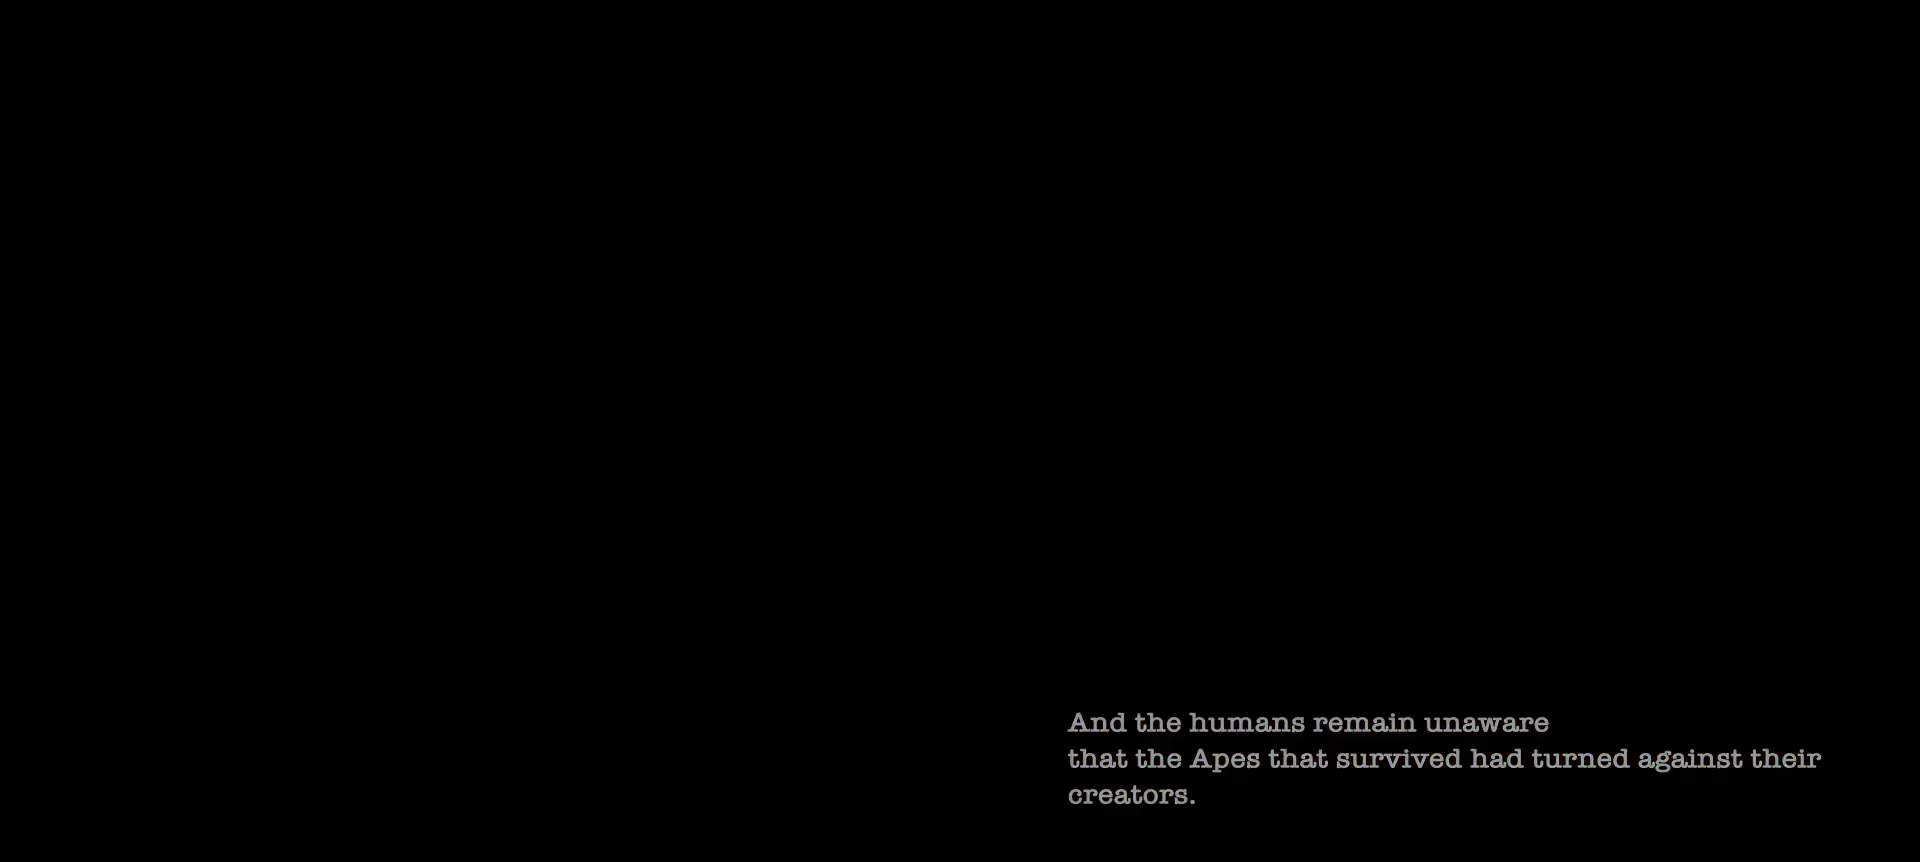 And the humans remain unaware
that the Apes that survived had turned against their
creators.